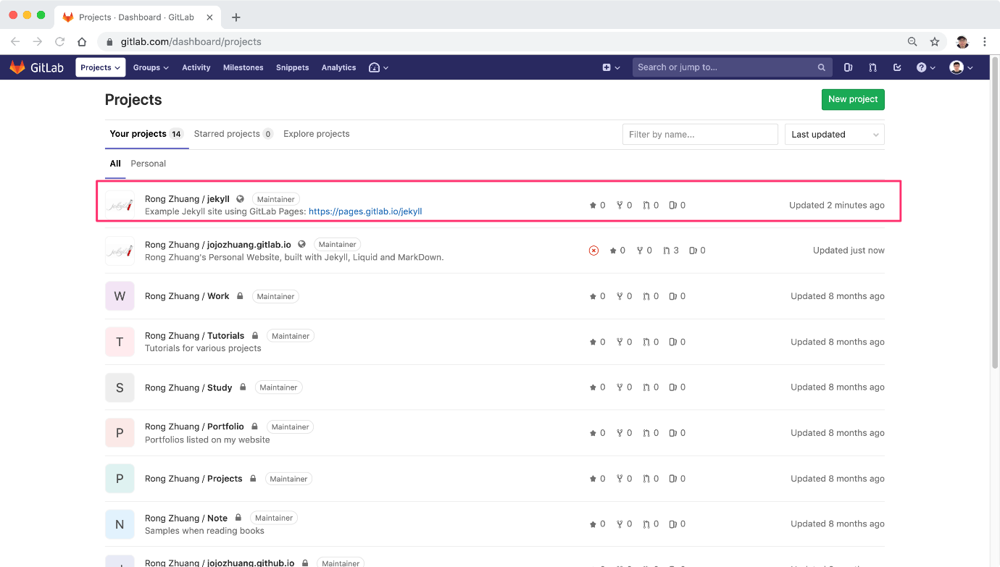 Projects · Dashboard · GitLab
gitlab.com/dashboard/projects
GitLab Projects Groups Activity Milestones Snippets Analytics Search or jump to...
Projects New project
Your projects 14 Starred projects 0 Explore projects Filter by name... Last updated
All Personal
Rong Zhuang / jekyll Maintainer
Example Jekyll site using GitLab Pages: https://pages.gitlab.io/jekyll
0 0 0 0 Updated 2 minutes ago
Rong Zhuang / jojozhuang.gitlab.io Maintainer
Rong Zhuang's Personal Website, built with Jekyll, Liquid and MarkDown.
0 0 3 0 Updated just now
W Rong Zhuang / Work Maintainer 0 0 0 0 Updated 8 months ago
T Rong Zhuang / Tutorials Maintainer
Tutorials for various projects
0 0 0 0 Updated 8 months ago
S Rong Zhuang / Study Maintainer 0 0 0 0 Updated 8 months ago
P Rong Zhuang / Portfolio Maintainer
Portfolios listed on my website
0 0 0 0 Updated 8 months ago
P Rong Zhuang / Projects Maintainer 0 0 0 0 Updated 8 months ago
N Rong Zhuang / Note Maintainer
Samples when reading books
0 0 0 0 Updated 8 months ago
Rong Zhuang / jojozhuang.github.io Maintainer